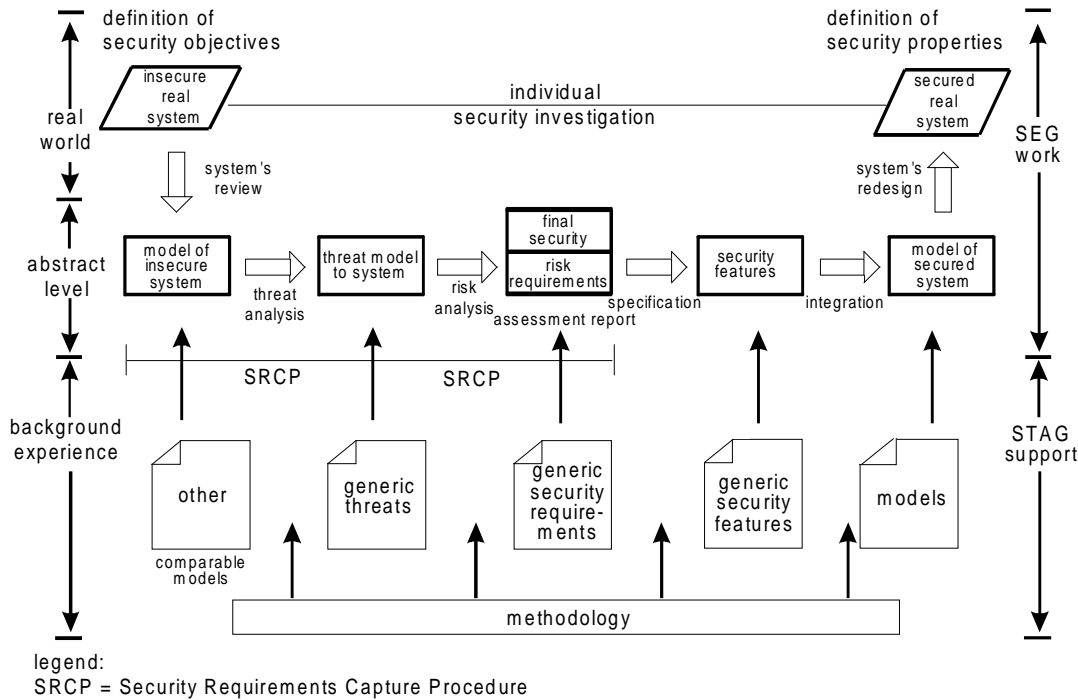 definition of
security objectives
definition of
security properties
insecure
real
system
individual
security investigation
secured
real
system
real
world
SEG
work
system's
review
system's
redesign
abstract
level
model of
insecure
system
threat
analysis
threat model
to system
risk
analysis
final
security
risk
requirements
assessment report
specification
security
features
integration
model of
secured
system
SRCP
SRCP
background
experience
STAG
support
other
comparable
models
generic
threats
generic
security
require-
ments
generic
security
features
models
methodology
legend:
SRCP = Security Requirements Capture Procedure